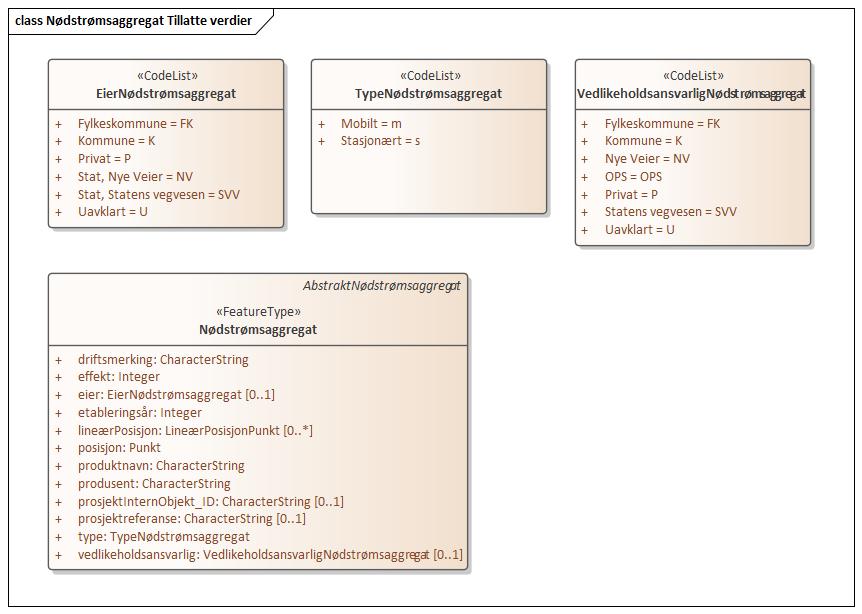 class Nødstrømsaggregat Tillatte verdier
«CodeList»
EierNødstrømsaggregat
+ Fylkeskommune = FK
+ Kommune = K
+ Privat = P
+ Stat, Nye Veier = NV
+ Stat, Statens vegvesen = SVV
+ Uavklart = U
«CodeList»
TypeNødstrømsaggregat
+ Mobilt = m
+ Stasjonært = s
«CodeList»
VedlikeholdsansvarligNødstrømsaggregat
+ Fylkeskommune = FK
+ Kommune = K
+ Nye Veier = NV
+ OPS = OPS
+ Privat = P
+ Statens vegvesen = SVV
+ Uavklart = U
AbstraktNødstrømsaggregat
«FeatureType»
Nødstrømsaggregat
+ driftsmerking: CharacterString
+ effekt: Integer
+ eier: EierNødstrømsaggregat [0..1]
+ etableringsår: Integer
+ lineærPosisjon: LineærPosisjonPunkt [0..*]
+ posisjon: Punkt
+ produktnavn: CharacterString
+ produsent: CharacterString
+ prosjektInternObjekt_ID: CharacterString [0..1]
+ prosjektreferanse: CharacterString [0..1]
+ type: TypeNødstrømsaggregat
+ vedlikeholdsansvarlig: VedlikeholdsansvarligNødstrømsaggregat [0..1]